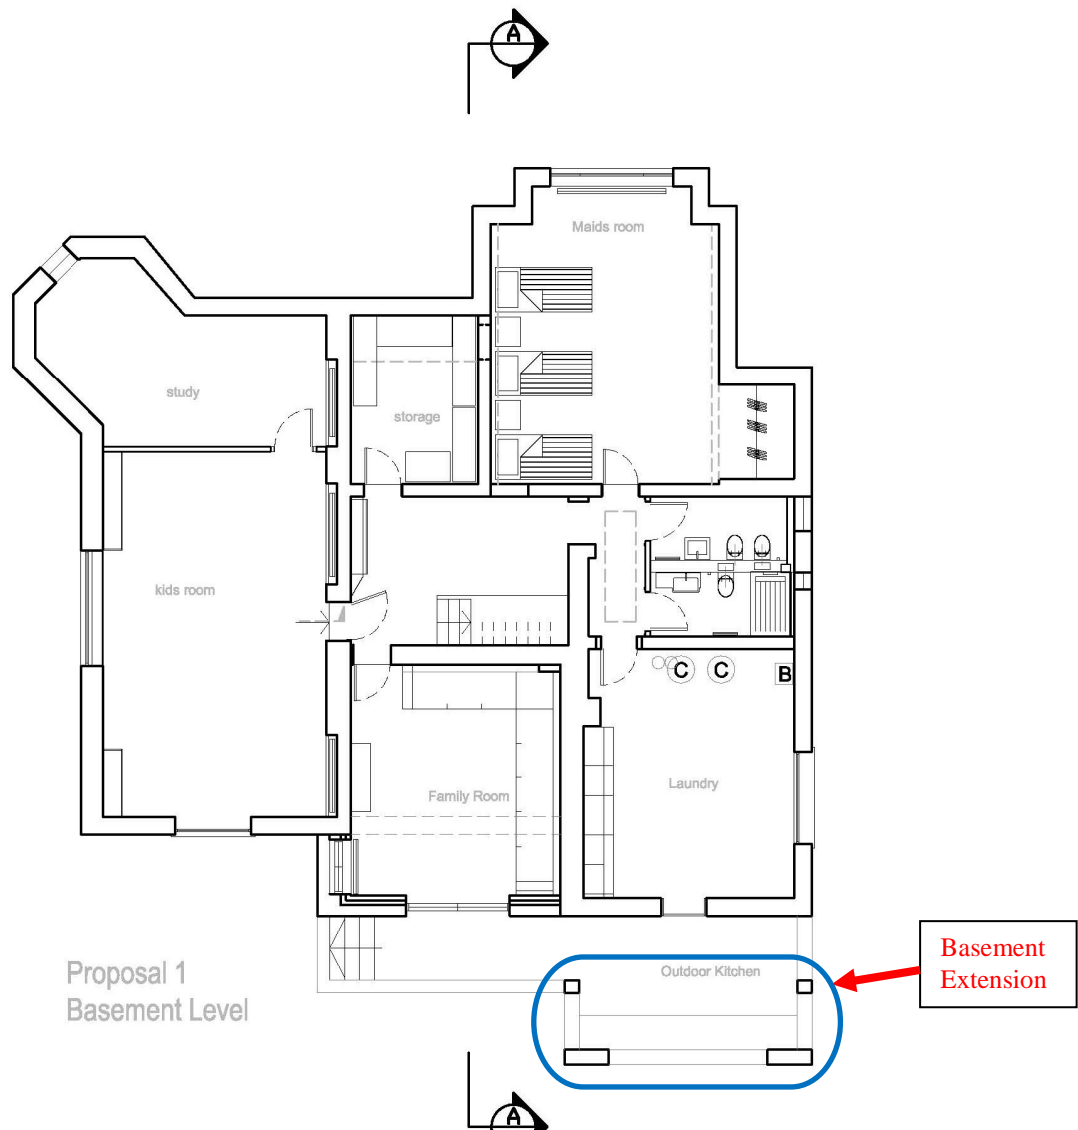 A
Maids room
study
storage
kids room
C C B
Family Room
Laundry
Outdoor Kitchen
Basement
Extension
Proposal 1
Basement Level
A